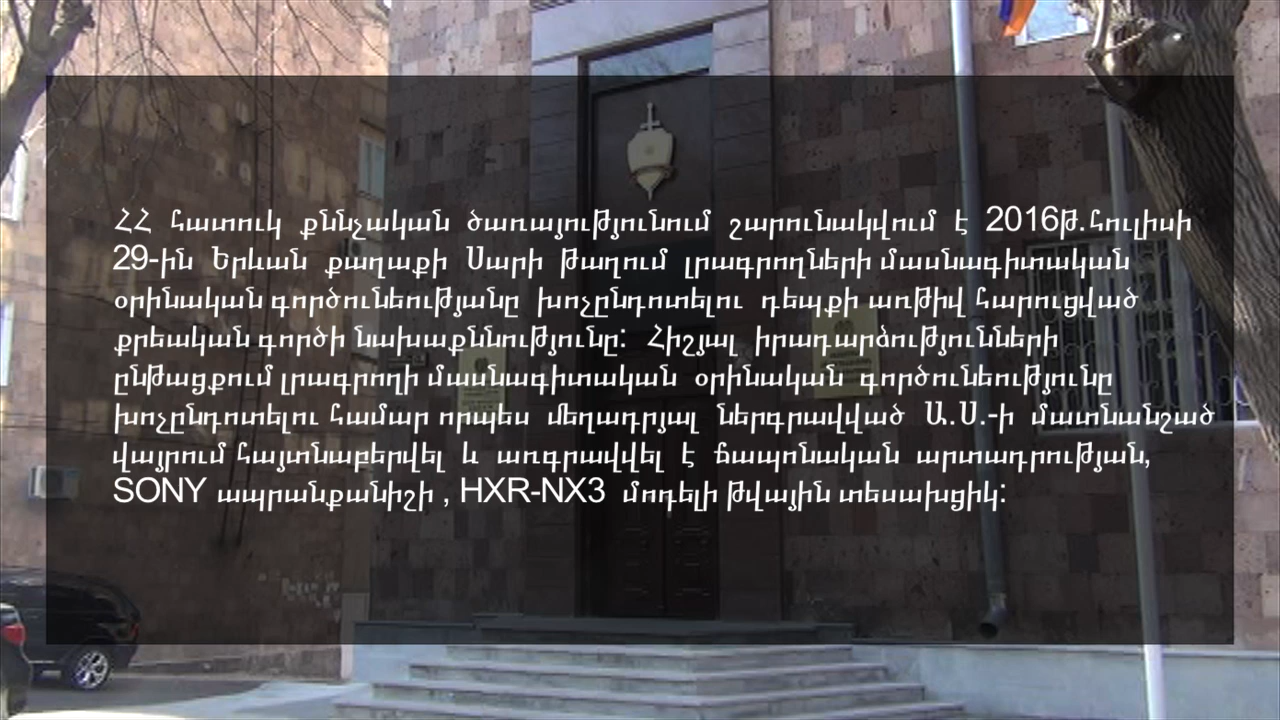 ՀՀ հատուկ քննչական ծառայությունում շարունակվում է 2016թ.հուլիսի
29-ին Երևան քաղաքի Սարի թաղում լրագրողների մասնագիտական
օրինական գործունեությանը խոչընդոտելու դեպքի առթիվ հարուցված
քրեական գործի նախաքննությունը: Հիշյալ իրադարձությունների
ընթացքում լրագրողի մասնագիտական օրինական գործունեությունը
խոչընդոտելու համար որպես մեղադրյալ ներգրավված Ա.Ս.-ի մատնանշած
վայրում հայտնաբերվել և առգրավվել է ճապոնական արտադրության,
SONY ապրանքանիշի , HXR-NX3 մոդելի թվային տեսախցիկ: